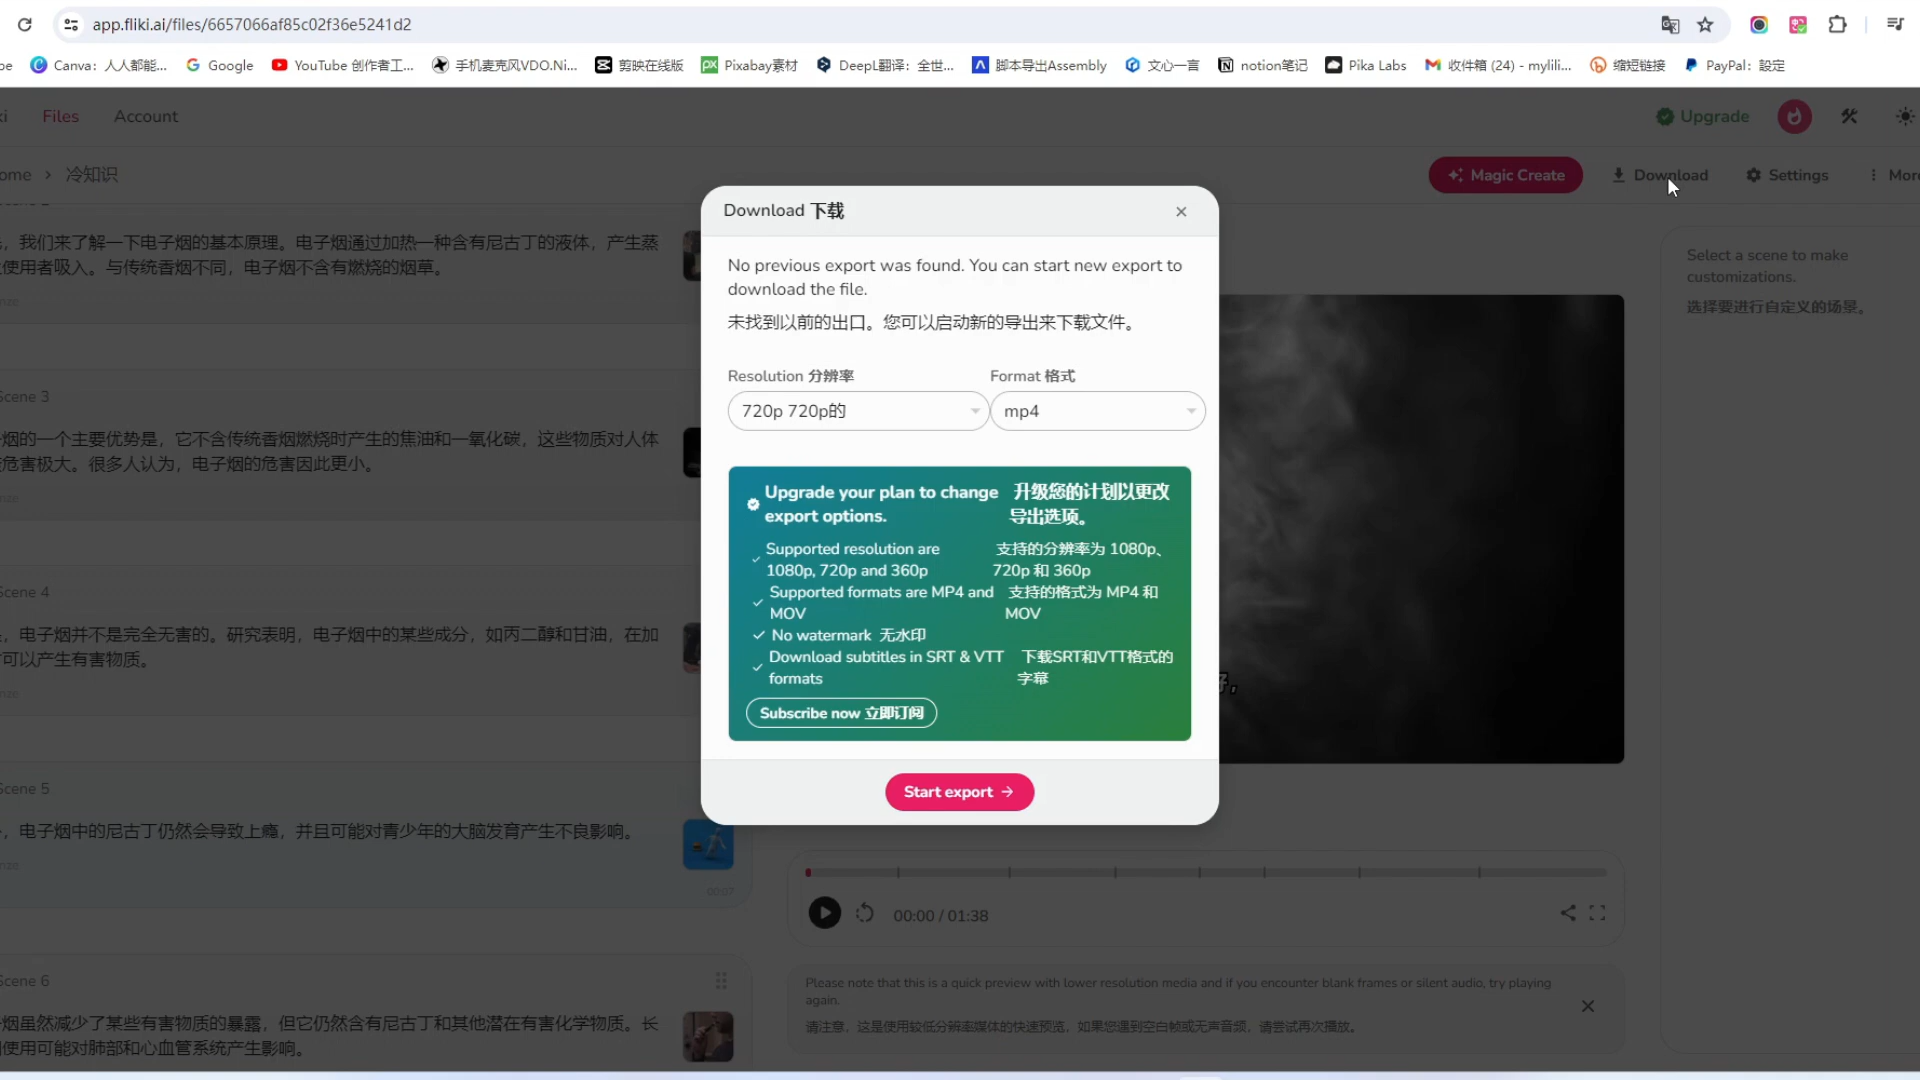 app.fliki.ai/files/6657066af85c02f36e5241d2
Canva：人人都能...
Google
YouTube 创作者工...
手机麦克风VDO.Ni...
剪映在线版
Pixabay素材
DeepL翻译：全世...
脚本导出Assembly
文心一言
notion笔记
Pika Labs
收件箱 (24) - mylili...
缩短链接
PayPal：設定
Files
Account
Upgrade
ome > 冷知识
Magic Create
Download
Settings
More
，我们来了解一下电子烟的基本原理。电子烟通过加热一种含有尼古丁的液体，产生蒸
使用者吸入。与传统香烟不同，电子烟不含有燃烧的烟草。
Scene 3
烟的一个主要优势是，它不含传统香烟燃烧时产生的焦油和一氧化碳，这些物质对人体
危害极大。很多人认为，电子烟的危害因此更小。
Scene 4
，电子烟并不是完全无害的。研究表明，电子烟中的某些成分，如丙二醇和甘油，在加
可以产生有害物质。
Scene 5
，电子烟中的尼古丁仍然会导致上瘾，并且可能对青少年的大脑发育产生不良影响。
00:07
Scene 6
烟虽然减少了某些有害物质的暴露，但它仍然含有尼古丁和其他潜在有害化学物质。长
使用可能对肺部和心血管系统产生影响。
Download 下载
No previous export was found. You can start new export to
download the file.
未找到以前的出口。您可以启动新的导出来下载文件。
Resolution 分辨率
Format 格式
720p 720p的
mp4
Upgrade your plan to change
export options.
升级您的计划以更改
导出选项。
Supported resolution are
1080p, 720p and 360p
支持的分辨率为 1080p、
720p 和 360p
Supported formats are MP4 and
MOV
支持的格式为 MP4 和
MOV
No watermark 无水印
Download subtitles in SRT & VTT
formats
下载SRT和VTT格式的
字幕
Subscribe now 立即订阅
Start export
Select a scene to make
customizations.
选择要进行自定义的场景。
00:00 / 01:38
Please note that this is a quick preview with lower resolution media and if you encounter blank frames or silent audio, try playing
again.
请注意，这是使用较低分辨率媒体的快速预览，如果您遇到空白帧或无声音频，请尝试再次播放。